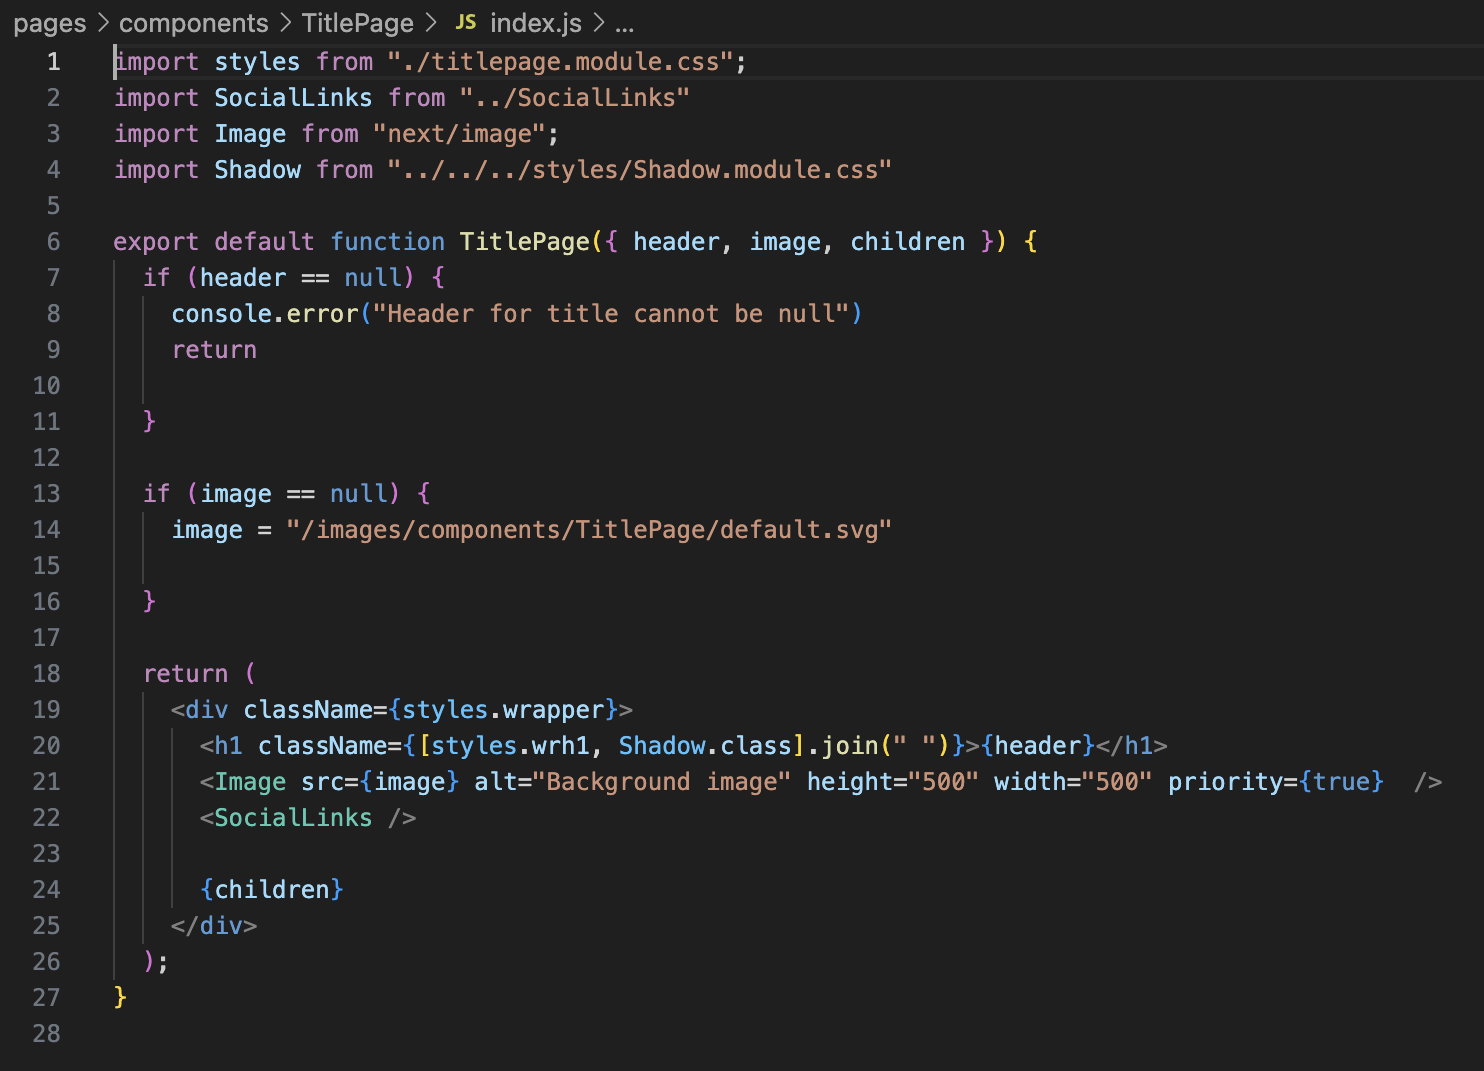 pages > components > TitlePage > JS index.js > ...
1 import styles from "./titlepage.module.css";
2 import SocialLinks from "../SocialLinks"
3 import Image from "next/image";
4 import Shadow from "../../../styles/Shadow.module.css"
5
6 export default function TitlePage({ header, image, children }) {
7   if (header == null) {
8     console.error("Header for title cannot be null")
9     return
10
11   }
12
13   if (image == null) {
14     image = "/images/components/TitlePage/default.svg"
15
16   }
17
18   return (
19     <div className={styles.wrapper}>
20       <h1 className={[styles.wrh1, Shadow.class].join(" ")}>{header}</h1>
21       <Image src={image} alt="Background image" height="500" width="500" priority={true}  />
22       <SocialLinks />
23
24       {children}
25     </div>
26   );
27 }
28